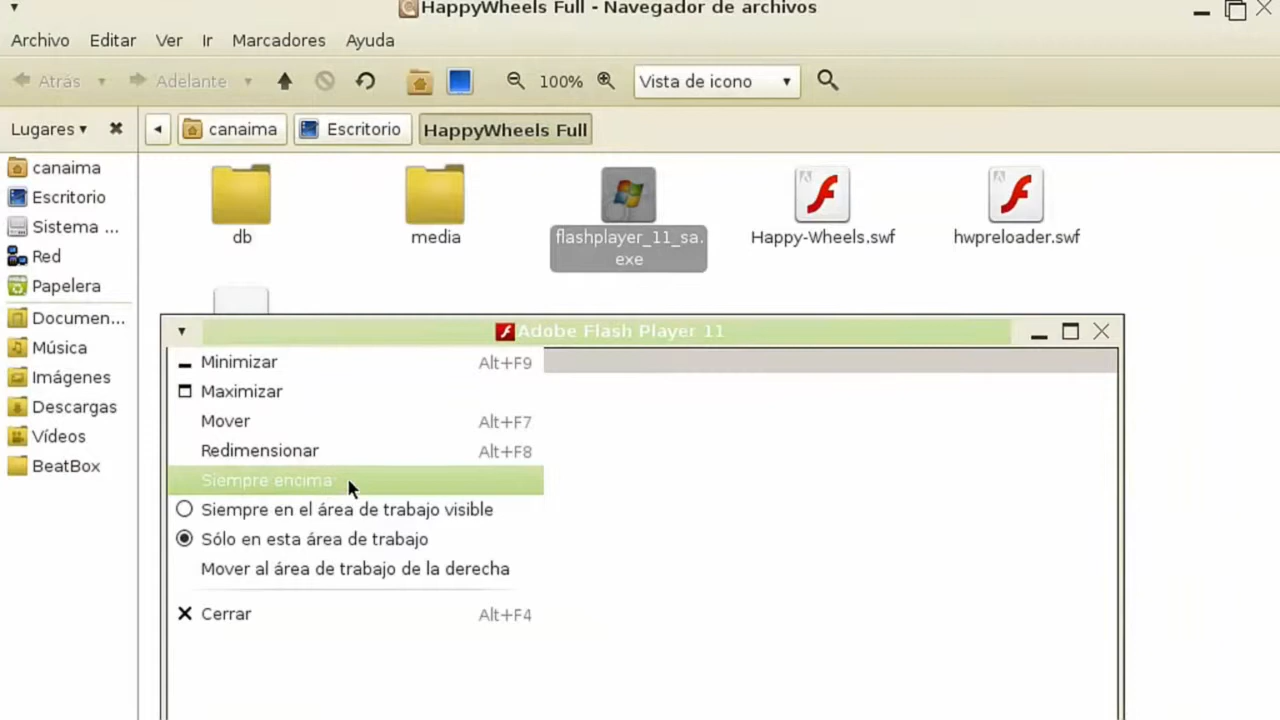 HappyWheels Full - Navegador de archivos
Archivo Editar Ver Ir Marcadores Ayuda
Atrás Adelante 100% Vista de icono
Lugares canaima Escritorio HappyWheels Full
canaima
Escritorio
Sistema ...
Red
Papelera
Documen...
Música
Imágenes
Descargas
Vídeos
BeatBox
db
media
flashplayer_11_sa.
exe
Happy-Wheels.swf
hwpreloader.swf
Adobe Flash Player 11
Minimizar Alt+F9
Maximizar
Mover Alt+F7
Redimensionar Alt+F8
Siempre encima
Siempre en el área de trabajo visible
Sólo en esta área de trabajo
Mover al área de trabajo de la derecha
Cerrar Alt+F4